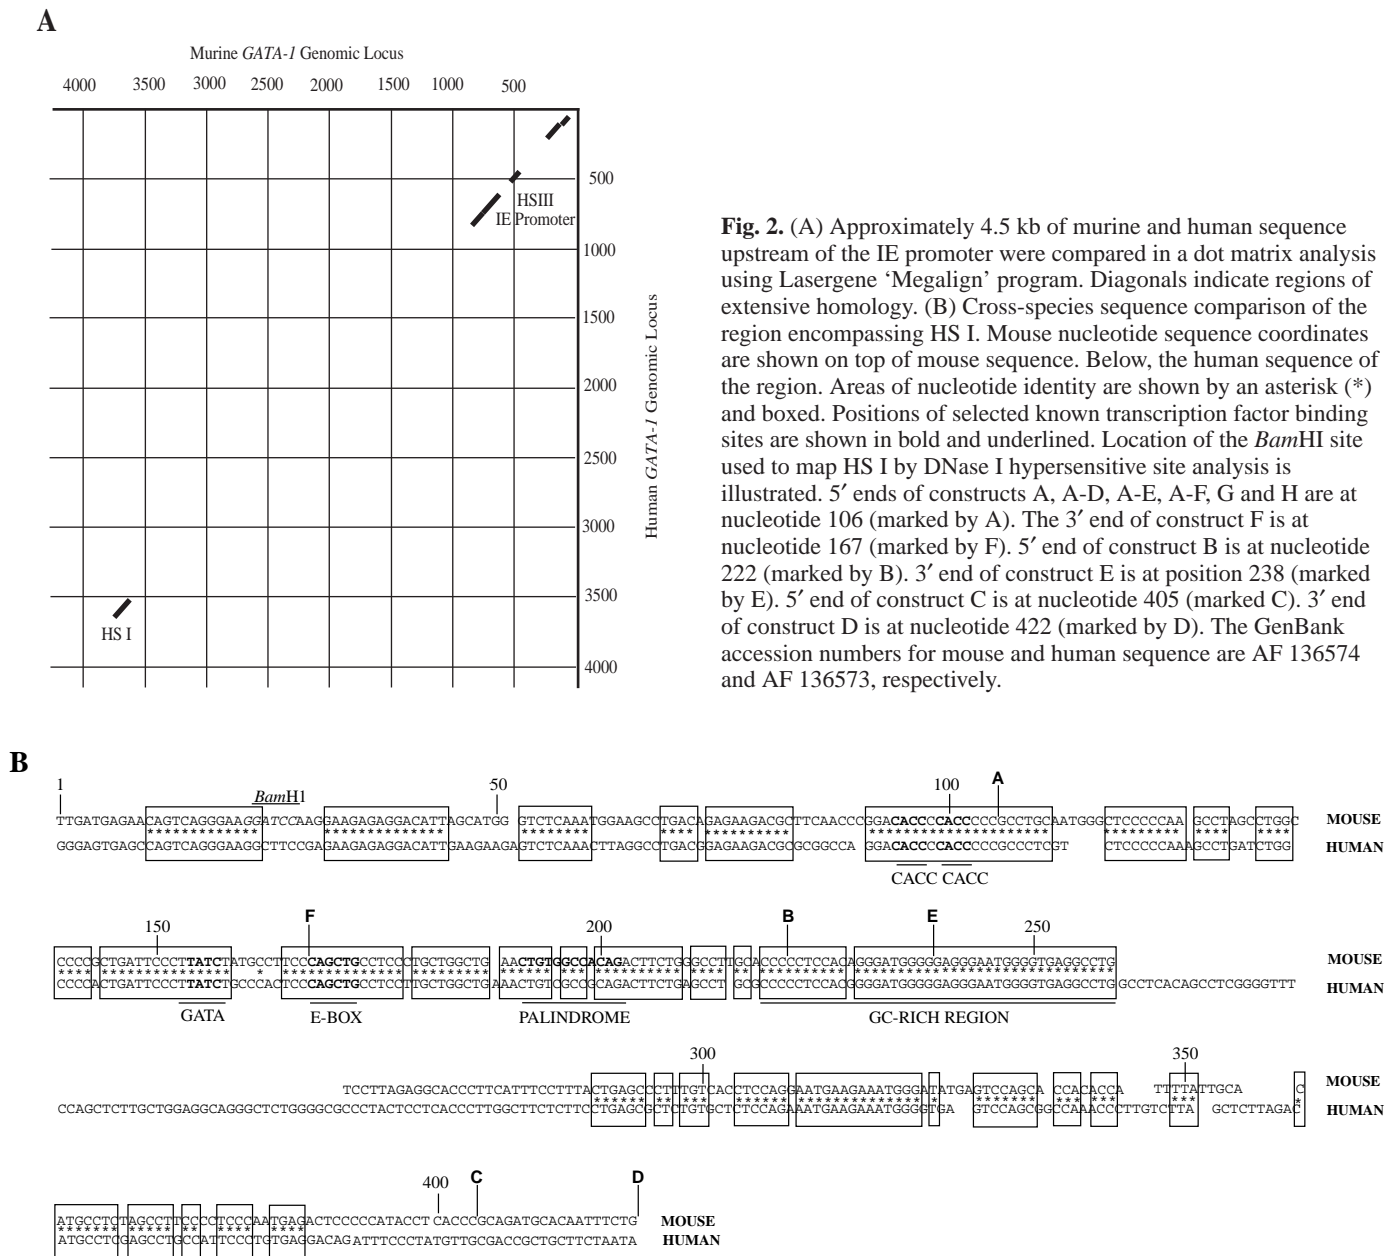 A
Murine GATA-1 Genomic Locus
4000 3500 3000 2500 2000 1500 1000 500
500
HSIII
IE Promoter
1000
1500
2000
2500
3000
3500
HS I
4000
Human GATA-1 Genomic Locus
Fig. 2. (A) Approximately 4.5 kb of murine and human sequence
upstream of the IE promoter were compared in a dot matrix analysis
using Lasergene ‘Megalign’ program. Diagonals indicate regions of
extensive homology. (B) Cross-species sequence comparison of the
region encompassing HS I. Mouse nucleotide sequence coordinates
are shown on top of mouse sequence. Below, the human sequence of
the region. Areas of nucleotide identity are shown by an asterisk (*)
and boxed. Positions of selected known transcription factor binding
sites are shown in bold and underlined. Location of the BamHI site
used to map HS I by DNase I hypersensitive site analysis is
illustrated. 5′ ends of constructs A, A-D, A-E, A-F, G and H are at
nucleotide 106 (marked by A). The 3′ end of construct F is at
nucleotide 167 (marked by F). 5′ end of construct B is at nucleotide
222 (marked by B). 3′ end of construct E is at position 238 (marked
by E). 5′ end of construct C is at nucleotide 405 (marked C). 3′ end
of construct D is at nucleotide 422 (marked by D). The GenBank
accession numbers for mouse and human sequence are AF 136574
and AF 136573, respectively.
B
1 BamH1 50 100 A
TTGATGAGAACAGTCAGGGAAGGATCCAAGGAAGAGAGGACATTAGCATGG GTCTCAAATGGAAGCCTGACAGAGAAGACGCTTCAACCCGGACACCCCACCCCCGCCTGCAATGGGCTCCCCCAA GCCTAGCCTGGC MOUSE
GGGAGTGAGCCAGTCAGGGAAGGCTTCCGAGAAGAGAGGACATTGAAGAAGAGTCTCAAACTTAGGCCTGACGGAGAAGACGCGCGGCCA GGACACCCCACCCCCGCCCTCGT CTCCCCCAAAGCCTGATCTGG HUMAN
CACC CACC
150 F 200 B E 250
CCCCGCTGATTCCCTTATCTATGCCTTCCCAGCTGCCTCCCTGCTGGCTG AACTGTGGCCACAGACTTCTGGGCCTTGCACCCCCTCCACAGGGATGGGGGAGGGAATGGGGTGAGGCCTG MOUSE
CCCCACTGATTCCCTTATCTGCCCACTCCCAGCTGCCTCCTTGCTGGCTGAAACTGTCGCCGCAGACTTCTGAGCCTGCGCCCCCTCCACGGGGATGGGGGAGGGAATGGGGTGAGGCCTGGCCTCACAGCCTCGGGGTTT HUMAN
GATA E-BOX PALINDROME GC-RICH REGION
300 350
TCCTTAGAGGCACCCTTCATTTCCTTTACTGAGCCCTTTGTCACCTCCAGGAATGAAGAAATGGGATATGAGTCCAGCA CCACACCA TTTTATTGCA C MOUSE
CCAGCTCTTGCTGGAGGCAGGGCTCTGGGGCGCCCTACTCCTCACCCTTGGCTTCTCTTCCTGAGCGCTCTGTGCTCTCCAGAAATGAAGAAATGGGGTGA GTCCAGCGGCCAAACCCTTGTCTTA GCTCTTAGAC HUMAN
400 C D
ATGCCTCTAGCCTTCCCCTCCCAATGAGACTCCCCCATACCTCACCCGCAGATGCACAATTTCTG MOUSE
ATGCCTCGAGCCTGCCATTCCCTGTGAGGACAGATTTCCCTATGTTGCGACCGCTGCTTCTAATA HUMAN